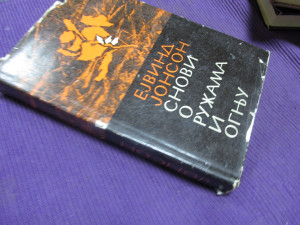 ЕЈВИНД
ЈОНСОН
СНОВИ
О
РУЖАМА
И
ОГЊУ